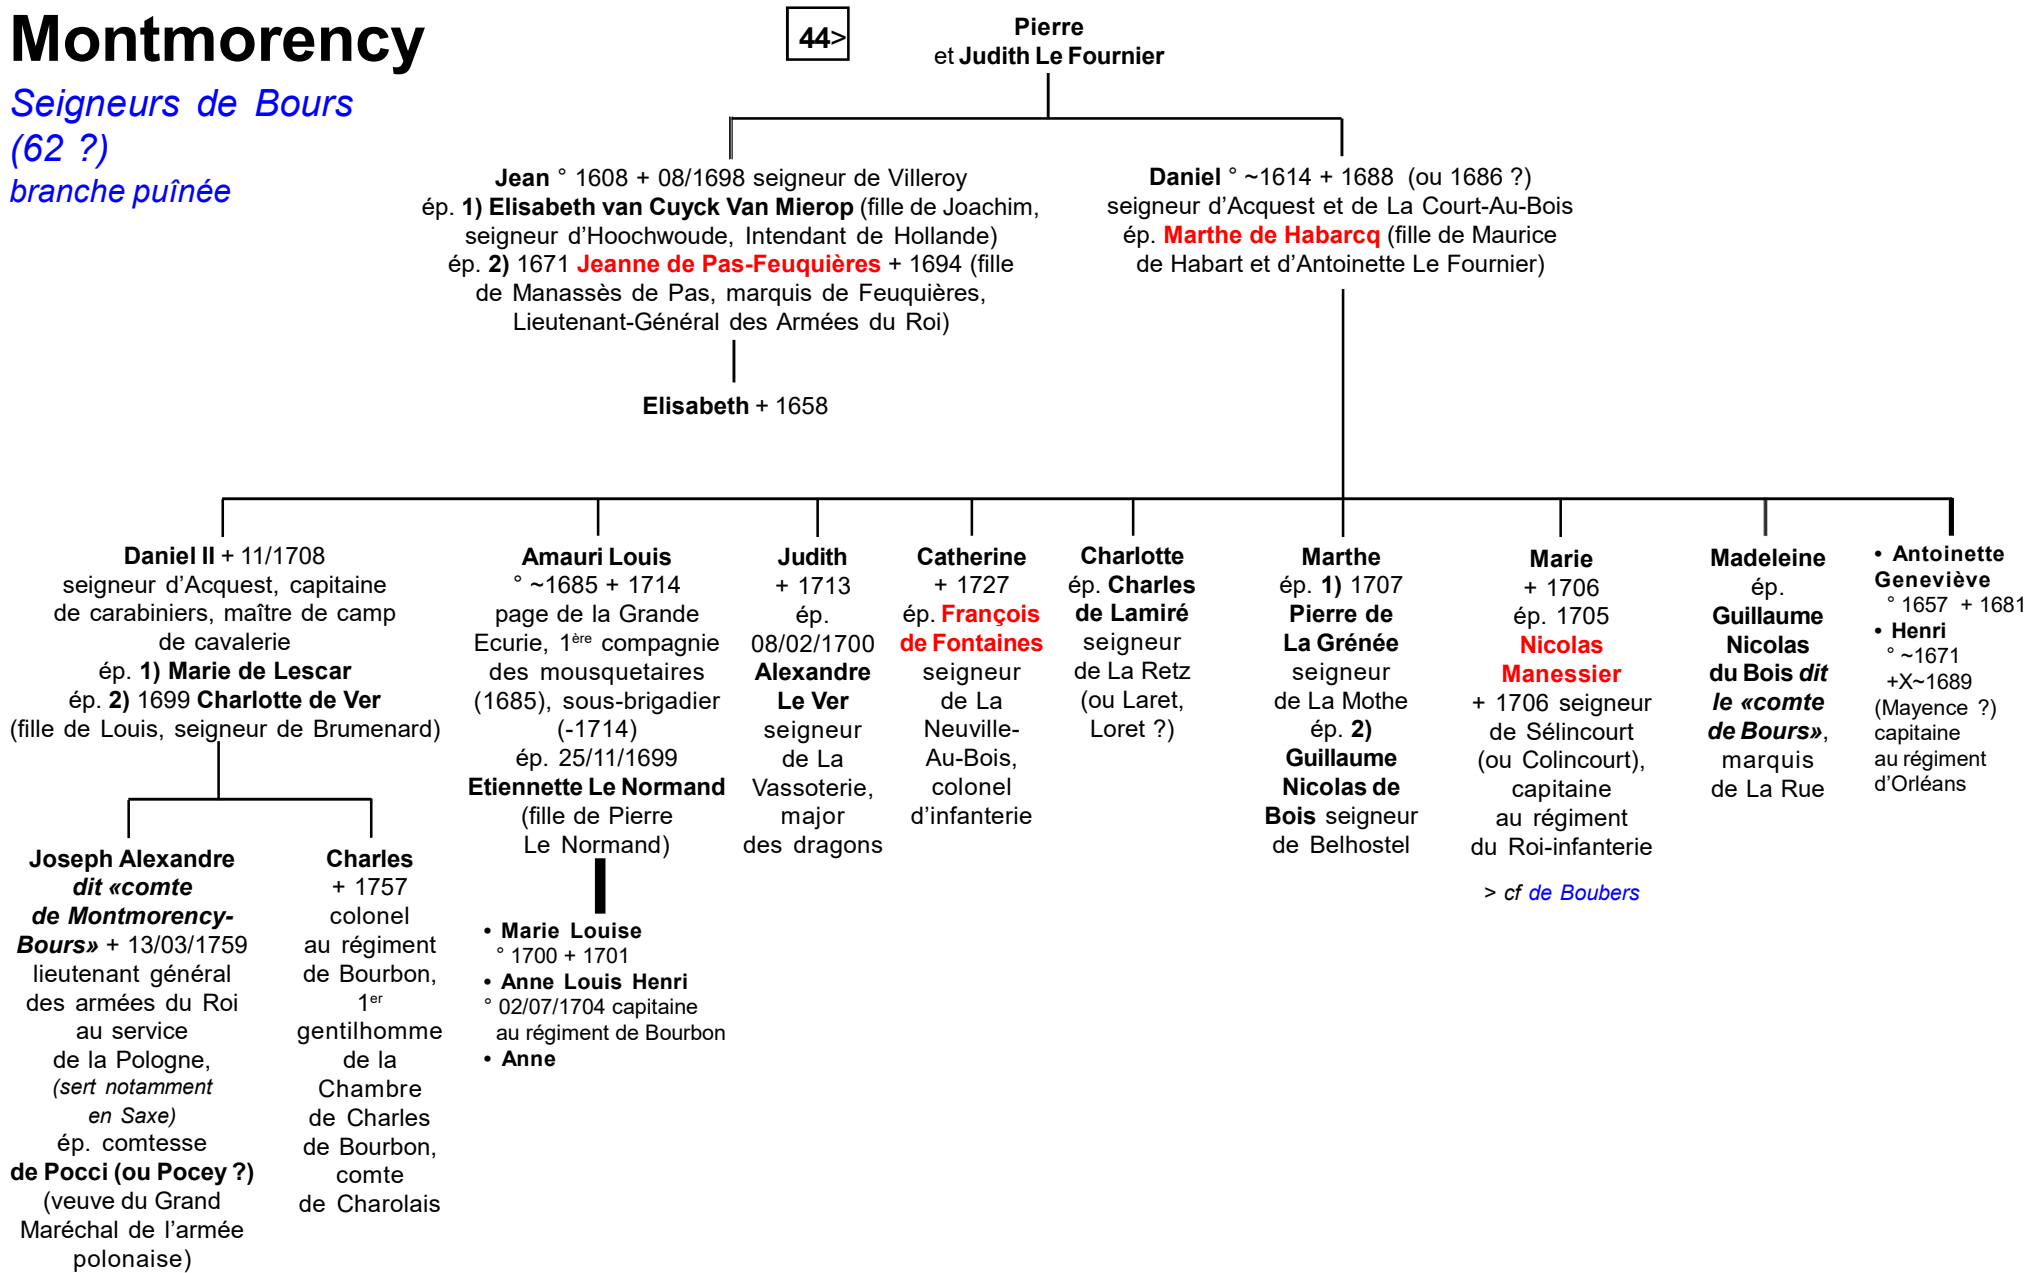 Montmorency
Seigneurs de Bours
(62 ?)
branche puînée
44>
Pierre
et Judith Le Fournier
Jean ° 1608 + 08/1698 seigneur de Villeroy
ép. 1) Elisabeth van Cuyck Van Mierop (fille de Joachim,
seigneur d’Hoochwoude, Intendant de Hollande)
ép. 2) 1671 Jeanne de Pas-Feuquières + 1694 (fille
de Manassès de Pas, marquis de Feuquières,
Lieutenant-Général des Armées du Roi)
Daniel ° ~1614 + 1688 (ou 1686 ?)
seigneur d’Acquest et de La Court-Au-Bois
ép. Marthe de Habarcq (fille de Maurice
de Habart et d’Antoinette Le Fournier)
Elisabeth + 1658
Daniel II + 11/1708
seigneur d’Acquest, capitaine
de carabiniers, maître de camp
de cavalerie
ép. 1) Marie de Lescar
ép. 2) 1699 Charlotte de Ver
(fille de Louis, seigneur de Brumenard)
Amauri Louis
° ~1685 + 1714
page de la Grande
Ecurie, 1ère compagnie
des mousquetaires
(1685), sous-brigadier
(-1714)
ép. 25/11/1699
Etiennette Le Normand
(fille de Pierre
Le Normand)
Judith
+ 1713
ép.
08/02/1700
Alexandre
Le Ver
seigneur
de La
Vassoterie,
major
des dragons
Catherine
+ 1727
ép. François
de Fontaines
seigneur
de La
Neuville-
Au-Bois,
colonel
d’infanterie
Charlotte
ép. Charles
de Lamiré
seigneur
de La Retz
(ou Laret,
Loret ?)
Marthe
ép. 1) 1707
Pierre de
La Grénée
seigneur
de La Mothe
ép. 2)
Guillaume
Nicolas de
Bois seigneur
de Belhostel
Marie
+ 1706
ép. 1705
Nicolas
Manessier
+ 1706 seigneur
de Sélincourt
(ou Colincourt),
capitaine
au régiment
du Roi-infanterie
> cf de Boubers
Madeleine
ép.
Guillaume
Nicolas
du Bois dit
le «comte
de Bours»,
marquis
de La Rue
• Antoinette
Geneviève
° 1657 + 1681
• Henri
° ~1671
+X~1689
(Mayence ?)
capitaine
au régiment
d’Orléans
Joseph Alexandre
dit «comte
de Montmorency-
Bours» + 13/03/1759
lieutenant général
des armées du Roi
au service
de la Pologne,
(sert notamment
en Saxe)
ép. comtesse
de Pocci (ou Pocey ?)
(veuve du Grand
Maréchal de l’armée
polonaise)
Charles
+ 1757
colonel
au régiment
de Bourbon,
1er
gentilhomme
de la
Chambre
de Charles
de Bourbon,
comte
de Charolais
• Marie Louise
° 1700 + 1701
• Anne Louis Henri
° 02/07/1704 capitaine
au régiment de Bourbon
• Anne